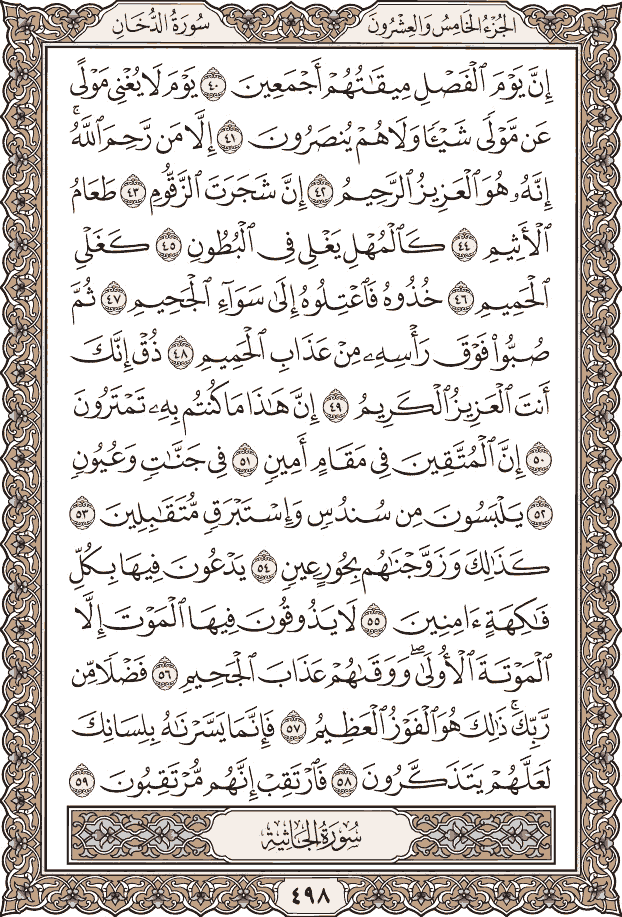 الجُزْءُ الخَامِسُ وَالعِشْرُونَ
سُورَةُ الدُّخَانِ
إِنَّ يَوْمَ ٱلْفَصْلِ مِيقَٰتُهُمْ أَجْمَعِينَ ٤٠ يَوْمَ لَا يُغْنِى مَوْلًى
عَن مَّوْلًى شَيْـًٔا وَلَا هُمْ يُنصَرُونَ ٤١ إِلَّا مَن رَّحِمَ ٱللَّهُ ۚ
إِنَّهُۥ هُوَ ٱلْعَزِيزُ ٱلرَّحِيمُ ٤٢ إِنَّ شَجَرَتَ ٱلزَّقُّومِ ٤٣ طَعَامُ
ٱلْأَثِيمِ ٤٤ كَٱلْمُهْلِ يَغْلِى فِى ٱلْبُطُونِ ٤٥ كَغَلْىِ
ٱلْحَمِيمِ ٤٦ خُذُوهُ فَٱعْتِلُوهُ إِلَىٰ سَوَآءِ ٱلْجَحِيمِ ٤٧ ثُمَّ
صُبُّوا۟ فَوْقَ رَأْسِهِۦ مِنْ عَذَابِ ٱلْحَمِيمِ ٤٨ ذُقْ إِنَّكَ
أَنتَ ٱلْعَزِيزُ ٱلْكَرِيمُ ٤٩ إِنَّ هَٰذَا مَا كُنتُم بِهِۦ تَمْتَرُونَ
٥٠ إِنَّ ٱلْمُتَّقِينَ فِى مَقَامٍ أَمِينٍ ٥١ فِى جَنَّٰتٍ وَعُيُونٍ
٥٢ يَلْبَسُونَ مِن سُندُسٍ وَإِسْتَبْرَقٍ مُّتَقَٰبِلِينَ ٥٣
كَذَٰلِكَ وَزَوَّجْنَٰهُم بِحُورٍ عِينٍ ٥٤ يَدْعُونَ فِيهَا بِكُلِّ
فَٰكِهَةٍ ءَامِنِينَ ٥٥ لَا يَذُوقُونَ فِيهَا ٱلْمَوْتَ إِلَّا
ٱلْمَوْتَةَ ٱلْأُولَىٰ ۖ وَوَقَىٰهُمْ عَذَابَ ٱلْجَحِيمِ ٥٦ فَضْلًا مِّن
رَّبِّكَ ۚ ذَٰلِكَ هُوَ ٱلْفَوْزُ ٱلْعَظِيمُ ٥٧ فَإِنَّمَا يَسَّرْنَٰهُ بِلِسَانِكَ
لَعَلَّهُمْ يَتَذَكَّرُونَ ٥٨ فَٱرْتَقِبْ إِنَّهُم مُّرْتَقِبُونَ ٥٩
سُورَةُ الجَاثِيَةِ
٤٩٨